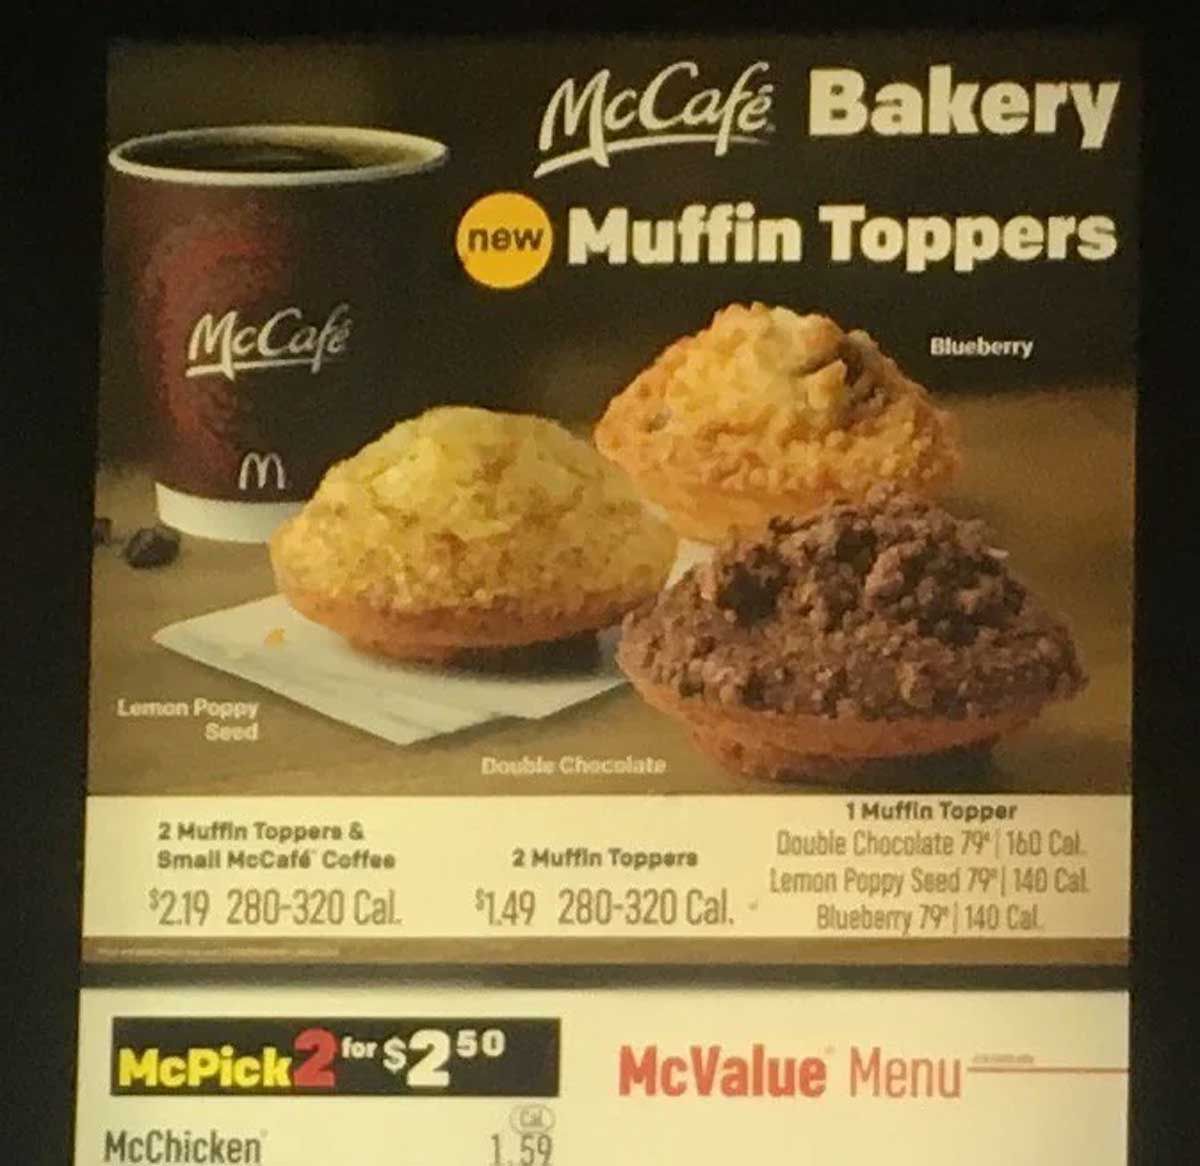 McCafé Bakery
new Muffin Toppers
McCafé
Blueberry
Lemon Poppy
Seed
Double Chocolate
2 Muffin Toppers &
Small McCafé Coffee
$2.19 280-320 Cal.
2 Muffin Toppers
$1.49 280-320 Cal.
1 Muffin Topper
Double Chocolate 79¢ | 160 Cal.
Lemon Poppy Seed 79¢ | 140 Cal.
Blueberry 79¢ | 140 Cal.
McPick 2 for $2 50
Cal.
McChicken 1.59
McValue Menu